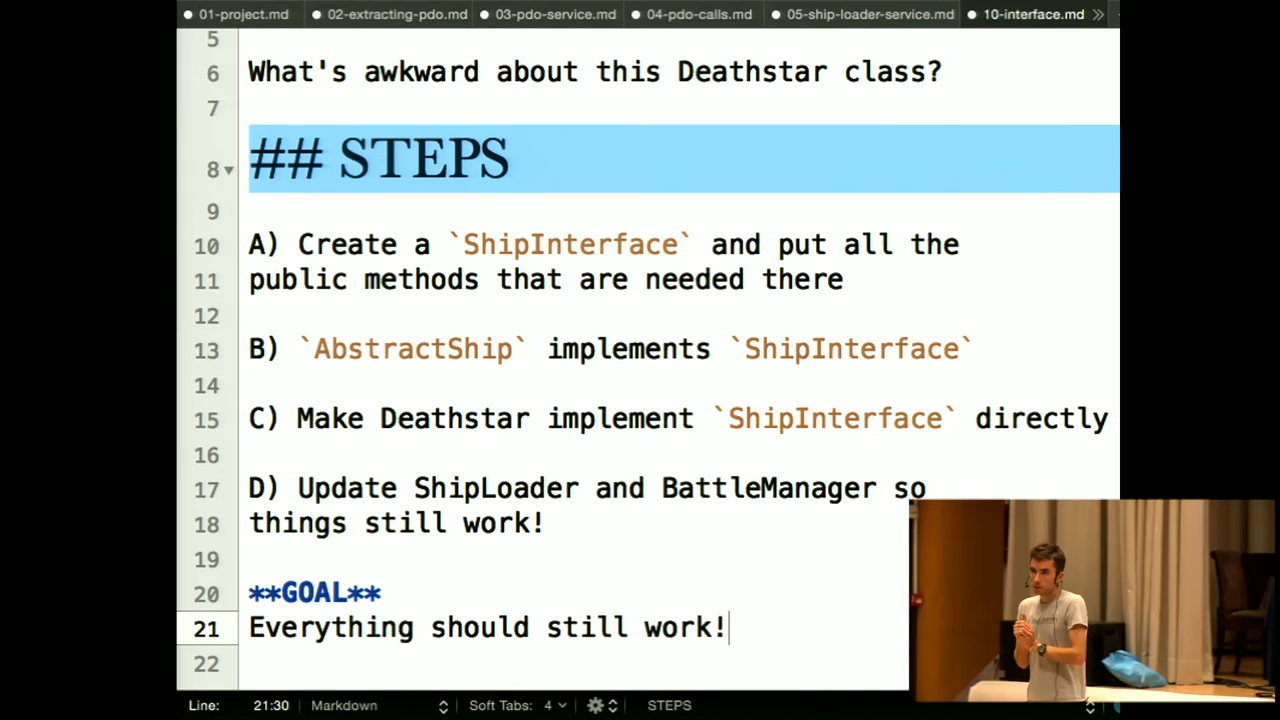 01-project.md 02-extracting-pdo.md 03-pdo-service.md 04-pdo-calls.md 05-ship-loader-service.md 10-interface.md »
5
6 What's awkward about this Deathstar class?
7
8 ## STEPS
9
10 A) Create a `ShipInterface` and put all the
11 public methods that are needed there
12
13 B) `AbstractShip` implements `ShipInterface`
14
15 C) Make Deathstar implement `ShipInterface` directly
16
17 D) Update ShipLoader and BattleManager so
18 things still work!
19
20 **GOAL**
21 Everything should still work!
22
Line: 21:30 Markdown Soft Tabs: 4 STEPS